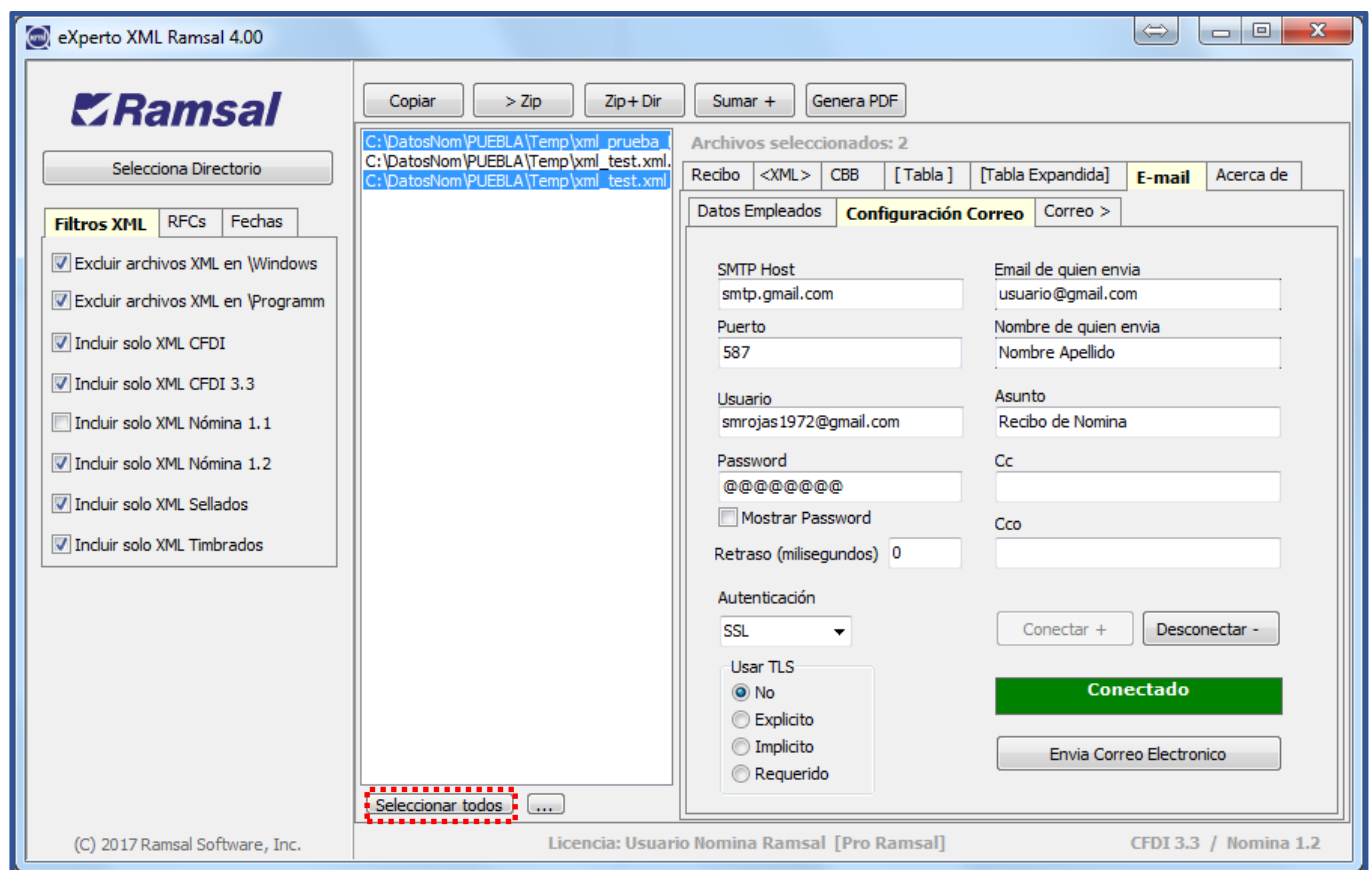 eXperto XML Ramsal 4.00
Ramsal
Selecciona Directorio
Filtros XML RFCs Fechas
Excluir archivos XML en \Windows
Excluir archivos XML en \Programm
Incluir solo XML CFDI
Incluir solo XML CFDI 3.3
Incluir solo XML Nómina 1.1
Incluir solo XML Nómina 1.2
Incluir solo XML Sellados
Incluir solo XML Timbrados
(C) 2017 Ramsal Software, Inc.
Copiar > Zip Zip+ Dir Sumar + Genera PDF
C:\DatosNom\PUEBLA\Temp\xml_prueba_
C:\DatosNom\PUEBLA\Temp\xml_test.xml.
C:\DatosNom\PUEBLA\Temp\xml_test.xml
Seleccionar todos ...
Archivos seleccionados: 2
Recibo <XML> CBB [ Tabla ] [Tabla Expandida] E-mail Acerca de
Datos Empleados Configuración Correo Correo >
SMTP Host
smtp.gmail.com
Puerto
587
Usuario
smrojas1972@gmail.com
Password
@@@@@@@@
Mostrar Password
Retraso (milisegundos) 0
Autenticación
SSL
Usar TLS
No
Explicito
Implicito
Requerido
Email de quien envia
usuario@gmail.com
Nombre de quien envia
Nombre Apellido
Asunto
Recibo de Nomina
Cc
Cco
Conectar + Desconectar -
Conectado
Envia Correo Electronico
Licencia: Usuario Nomina Ramsal [Pro Ramsal]
CFDI 3.3 / Nomina 1.2